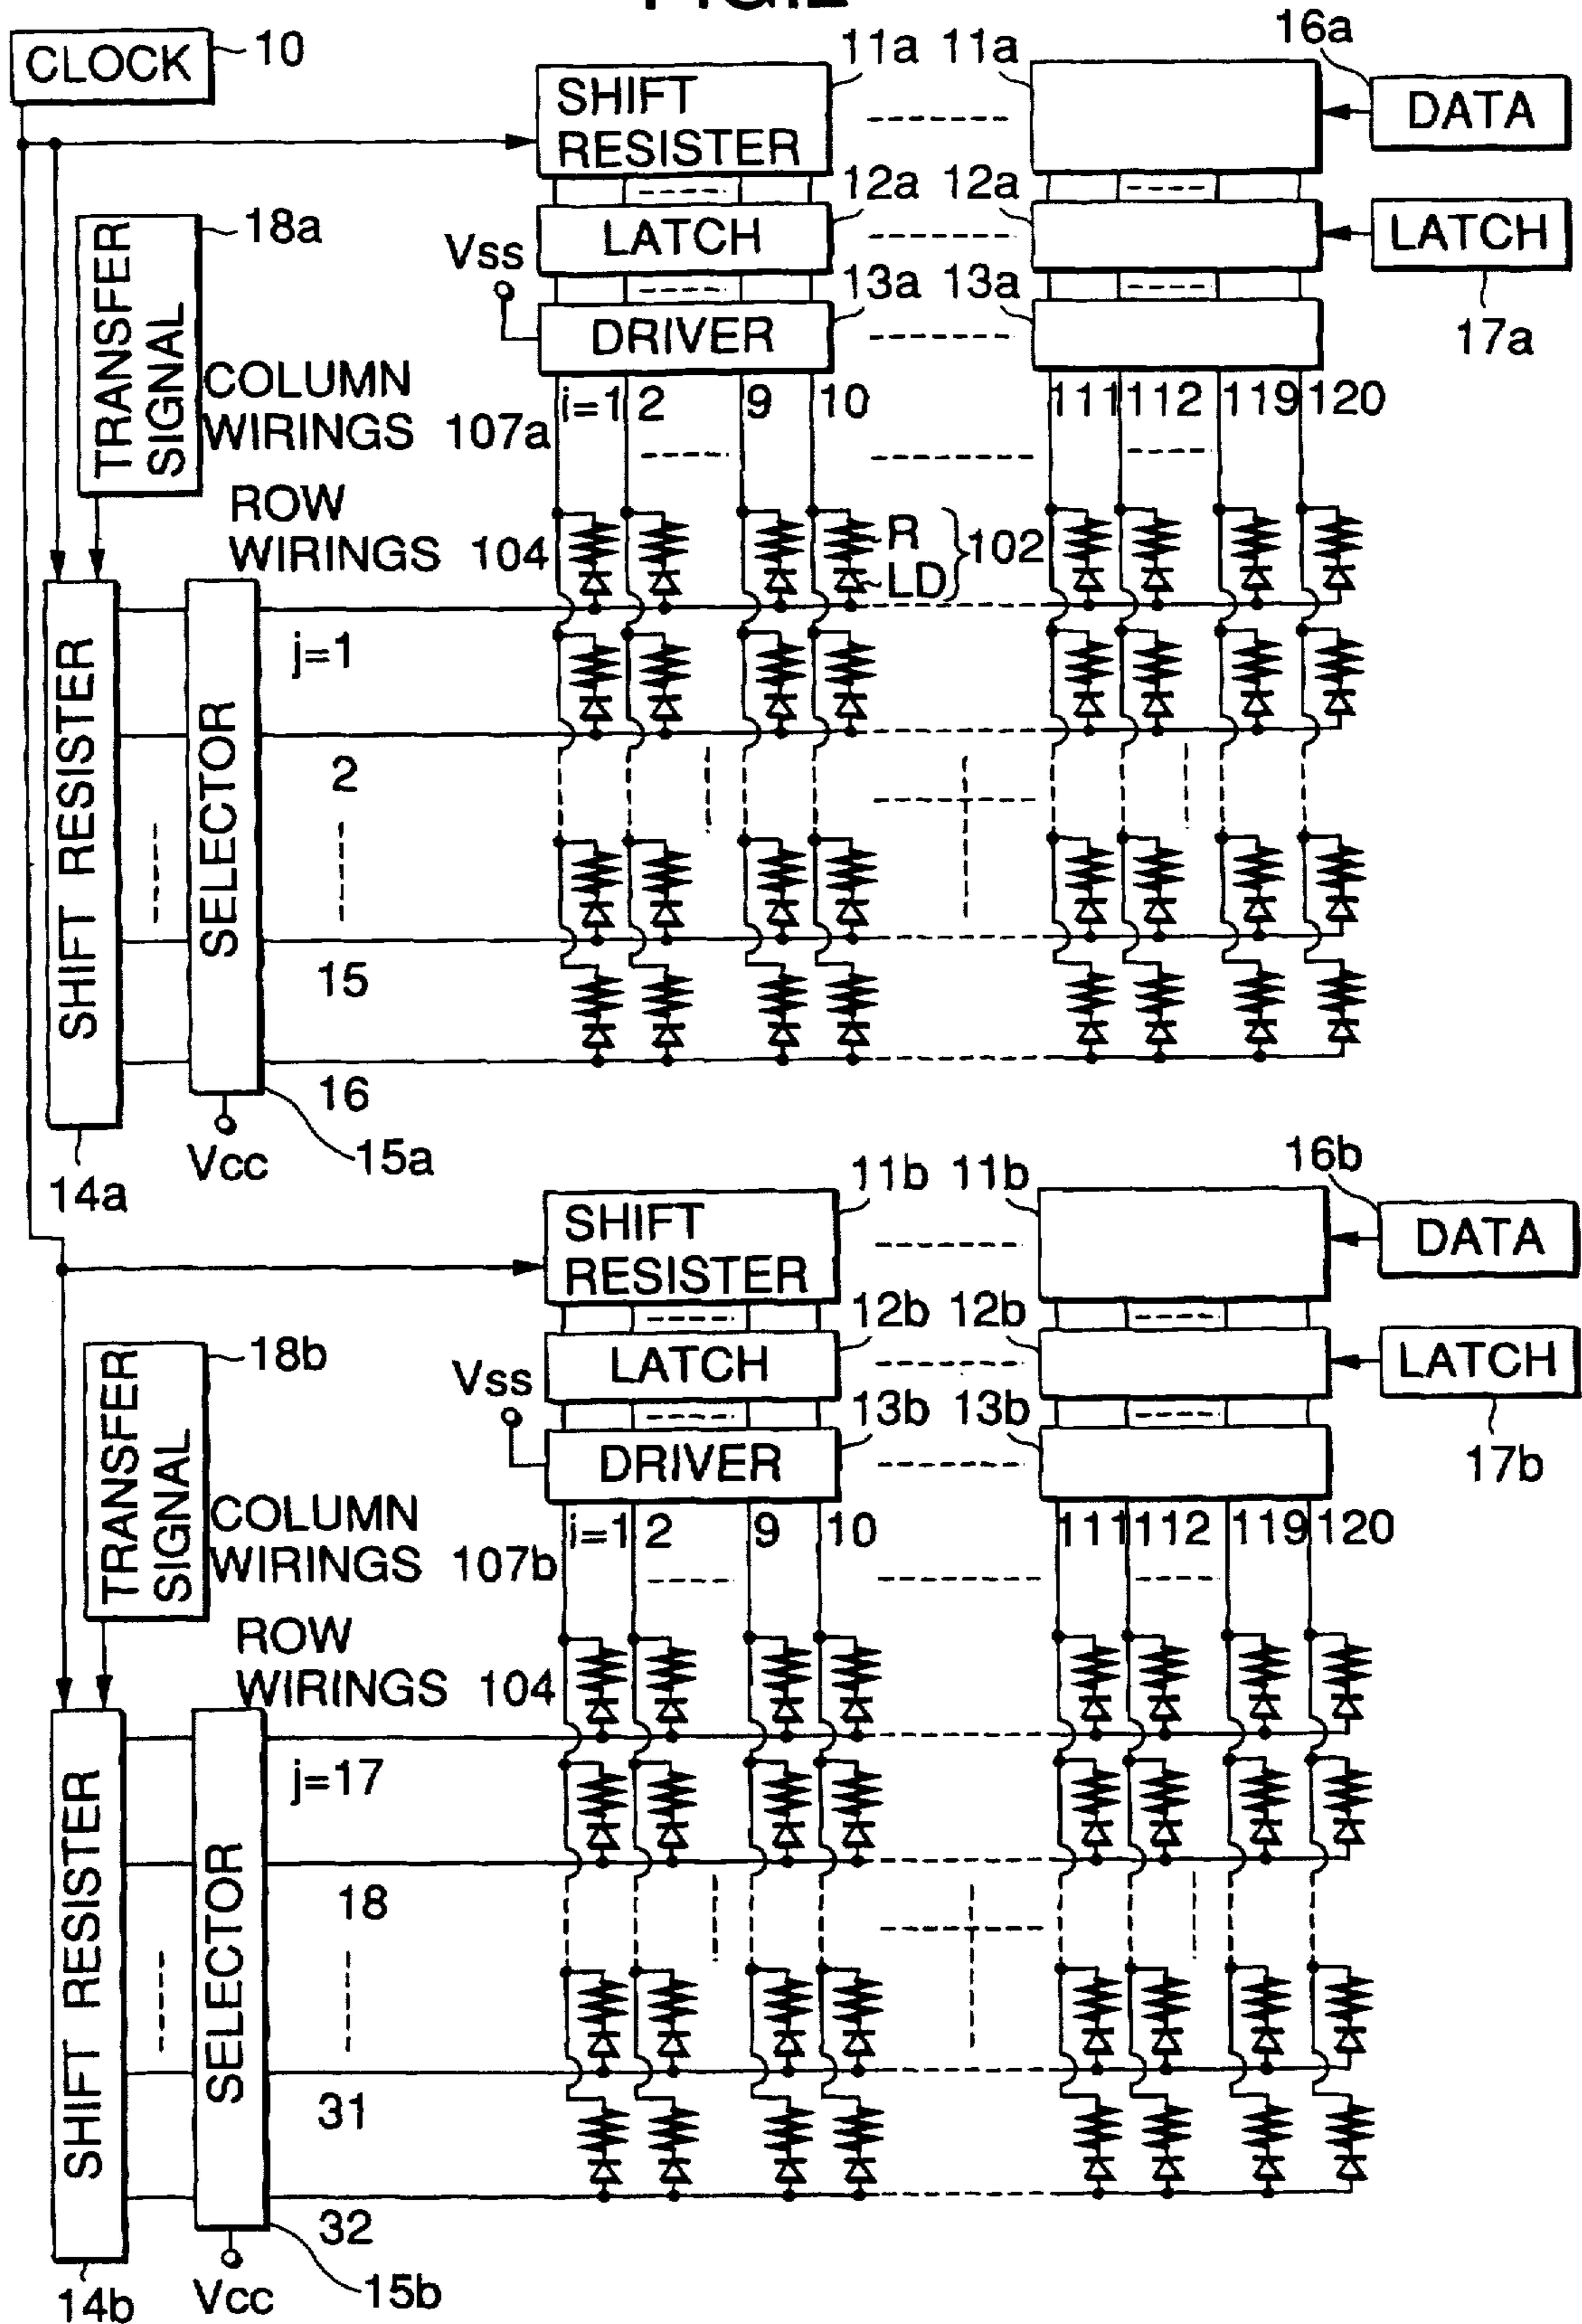 CLOCK
10
11a
11a
16a
SHIFT
RESISTER
DATA
12a
12a
18a
TRANSFER
SIGNAL
Vss
LATCH
LATCH
13a
13a
DRIVER
17a
COLUMN
WIRINGS 107a
i=1
2
9
10
111
112
119
120
ROW
WIRINGS 104
R
LD
102
SHIFT RESISTER
SELECTOR
j=1
2
15
16
Vcc
14a
15a
11b
11b
16b
SHIFT
RESISTER
DATA
12b
12b
18b
TRANSFER
SIGNAL
Vss
LATCH
LATCH
13b
13b
DRIVER
17b
COLUMN
WIRINGS 107b
i=1
2
9
10
111
112
119
120
ROW
WIRINGS 104
SHIFT RESISTER
SELECTOR
j=17
18
31
32
Vcc
14b
15b